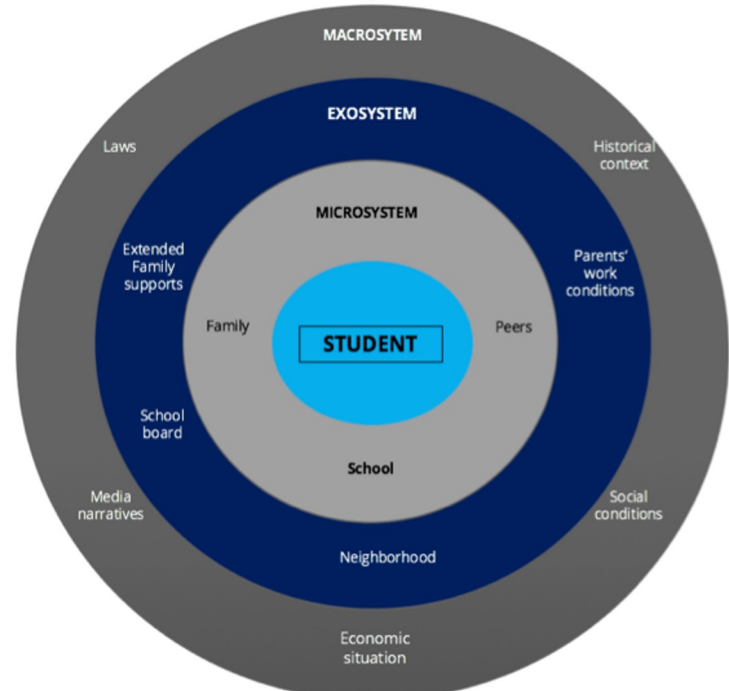 MACROSYTEM
EXOSYSTEM
Laws
Historical
context
MICROSYSTEM
Extended
Family
supports
Parents'
work
conditions
Family
STUDENT
Peers
School
board
School
Media
narratives
Social
conditions
Neighborhood
Economic
situation